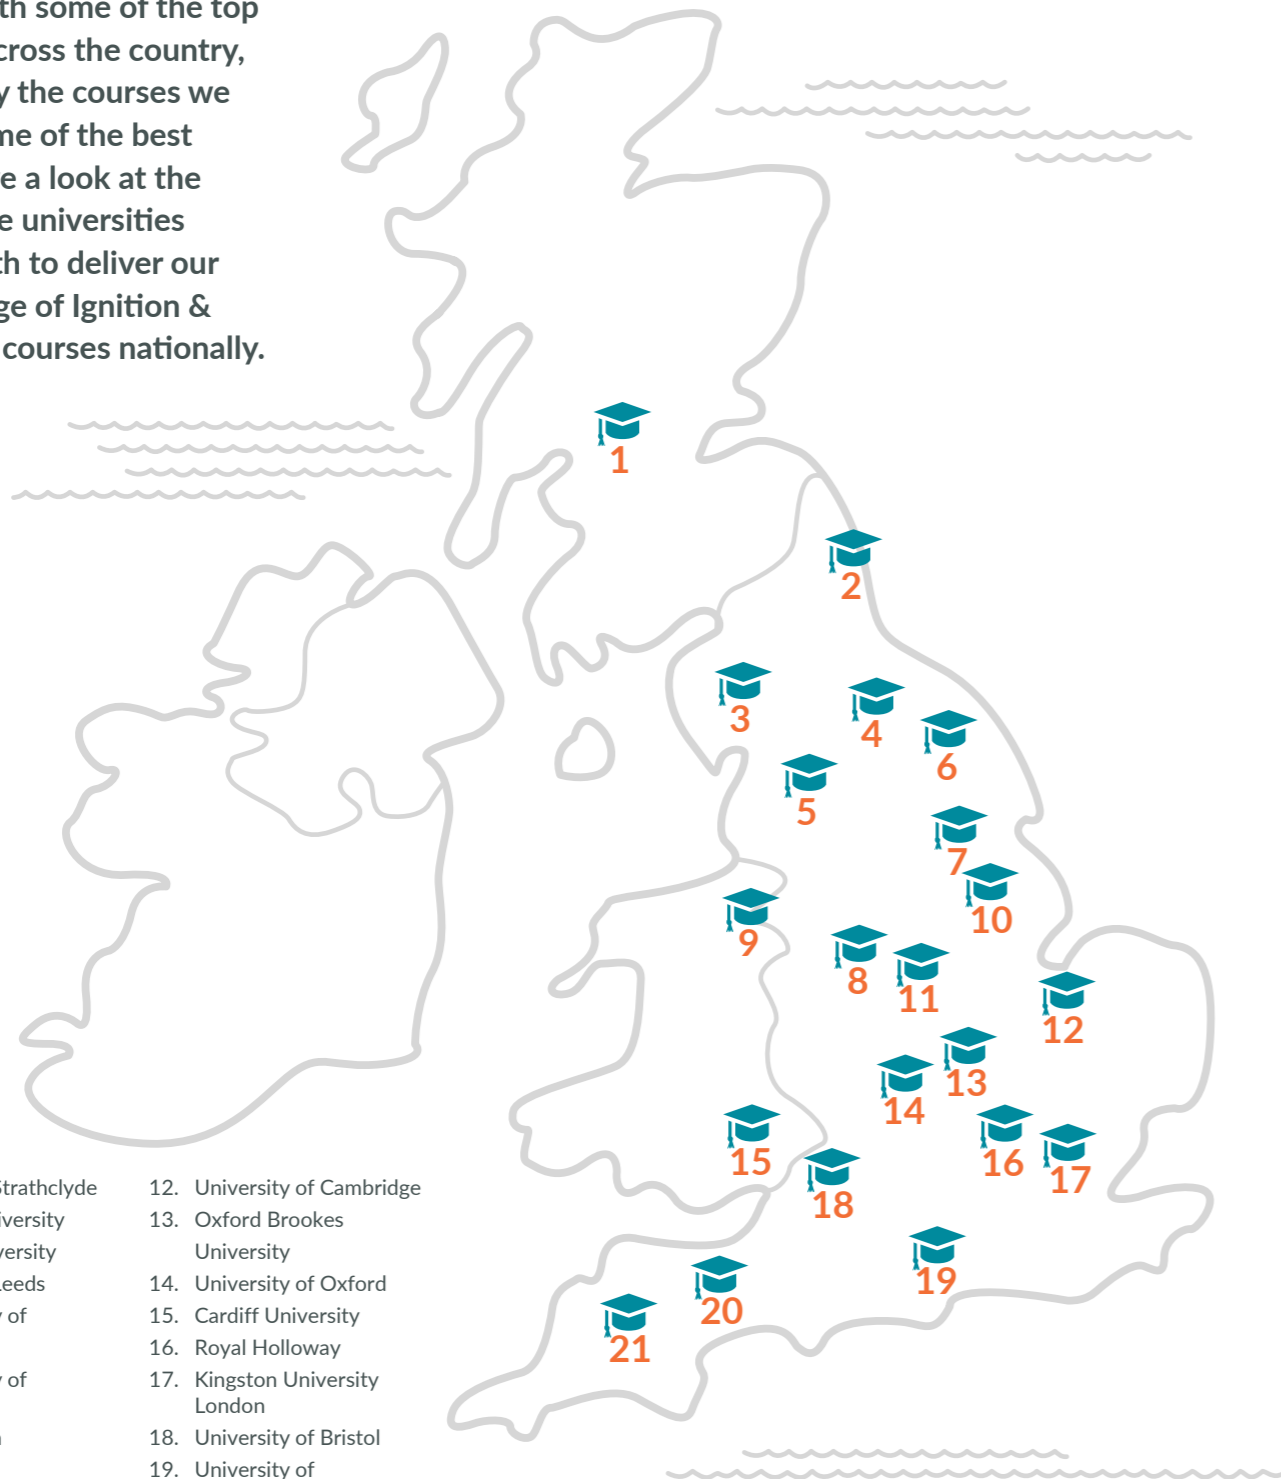 th some of the top
cross the country,
y the courses we
me of the best
e a look at the
e universities
th to deliver our
ge of Ignition &
courses nationally.
1
2
3
4
6
5
7
10
9
8
11
12
13
14
15
16
17
18
19
20
21
Strathclyde
iversity
versity
Leeds
y of
y of
12. University of Cambridge
13. Oxford Brookes
University
14. University of Oxford
15. Cardiff University
16. Royal Holloway
17. Kingston University
London
18. University of Bristol
19. University of